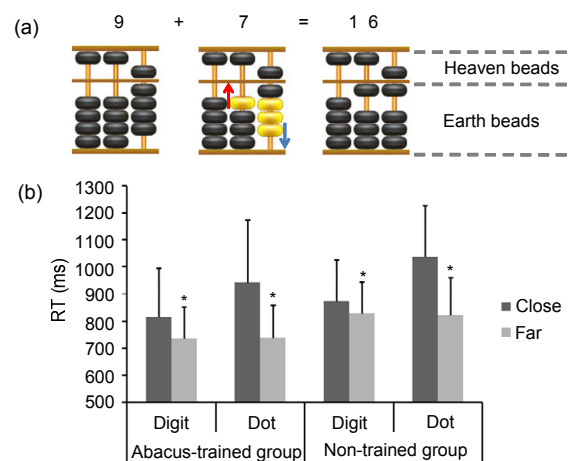 (a)
9 + 7 = 1 6
Heaven beads
Earth beads
(b)
1300
1200
1100
1000
900
800
700
600
500
RT (ms)
* * * *
Close
Far
Digit Dot Digit Dot
Abacus-trained group Non-trained group